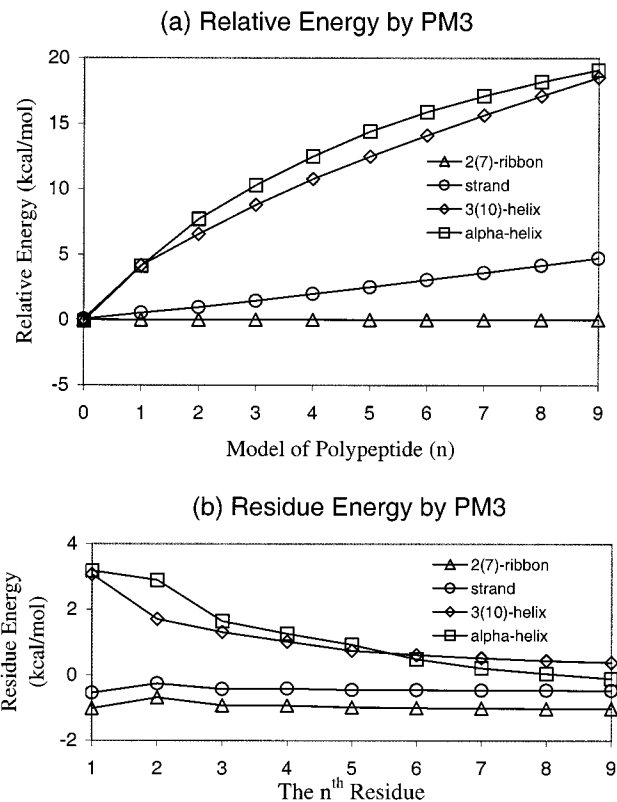 (a) Relative Energy by PM3
20
15
10
5
0
-5
Relative Energy (kcal/mol)
2(7)-ribbon
strand
3(10)-helix
alpha-helix
0 1 2 3 4 5 6 7 8 9
Model of Polypeptide (n)
(b) Residue Energy by PM3
4
2
0
-2
Residue Energy
(kcal/mol)
2(7)-ribbon
strand
3(10)-helix
alpha-helix
1 2 3 4 5 6 7 8 9
The nth Residue